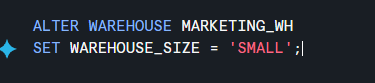 ALTER WAREHOUSE MARKETING_WH
SET WAREHOUSE_SIZE = 'SMALL';